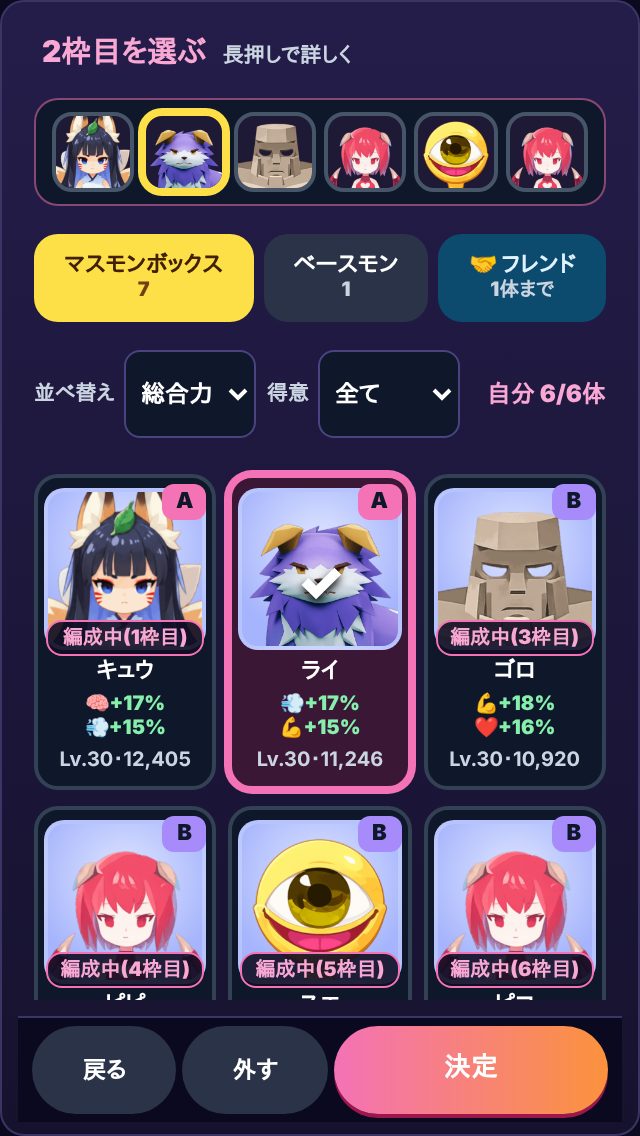 2枠目を選ぶ 長押しで詳しく
マスモンボックス
7
ベースモン
1
🤝 フレンド
1体まで
並べ替え 総合力 得意 全て 自分 6/6体
A
編成中(1枠目)
キュウ
🧠+17%
💨+15%
Lv.30·12,405
A
ライ
💨+17%
💪+15%
Lv.30·11,246
B
編成中(3枠目)
ゴロ
💪+18%
❤️+16%
Lv.30·10,920
B
編成中(4枠目)
B
編成中(5枠目)
B
編成中(6枠目)
戻る 外す 決定